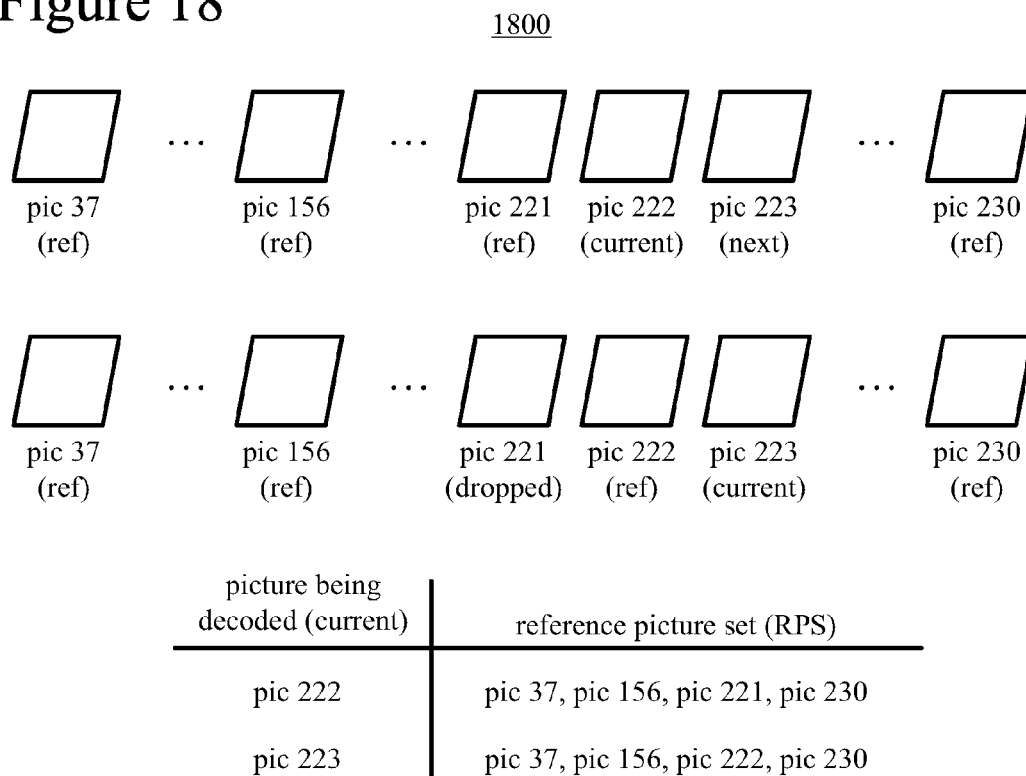 Figure 18
1800
... ... ...
pic 37 pic 156 pic 221 pic 222 pic 223 pic 230
(ref) (ref) (ref) (current) (next) (ref)
... ... ...
pic 37 pic 156 pic 221 pic 222 pic 223 pic 230
(ref) (ref) (dropped) (ref) (current) (ref)
picture being
decoded (current) reference picture set (RPS)
pic 222 pic 37, pic 156, pic 221, pic 230
pic 223 pic 37, pic 156, pic 222, pic 230